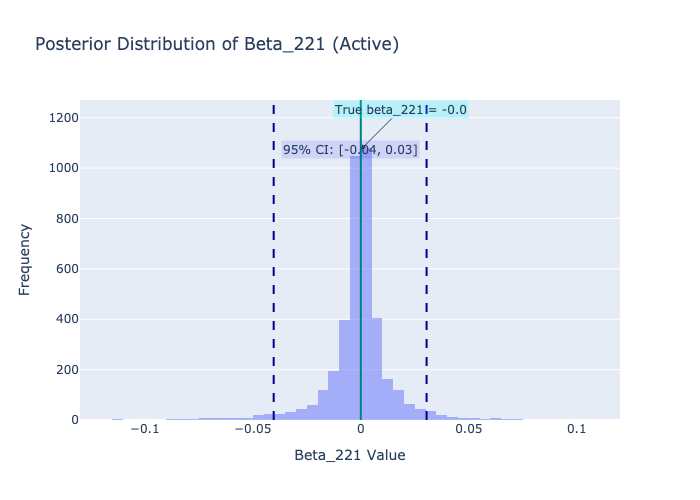 Posterior Distribution of Beta_221 (Active)
True beta_221 = -0.0
95% CI: [-0.04, 0.03]
1200
1000
800
600
400
200
0
Frequency
−0.1
−0.05
0
0.05
0.1
Beta_221 Value